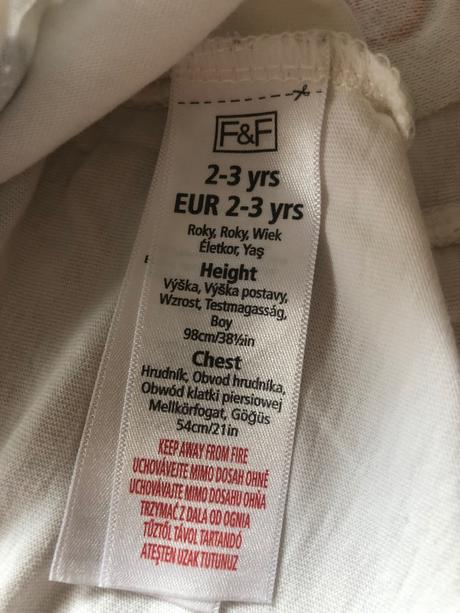 F&F
2-3 yrs
EUR 2-3 yrs
Roky, Roky, Wiek
Életkor, Yaş
Height
Výška, Výška postavy,
Wzrost, Testmagasság,
Boy
98cm/38½in
Chest
Hrudník, Obvod hrudníka,
Obwód klatki piersiowej
Mellkörfogat, Göğüs
54cm/21in
KEEP AWAY FROM FIRE
UCHOVÁVEJTE MIMO DOSAH OHNĚ
UCHOVÁVAJTE MIMO DOSAHU OHŇA
TRZYMAĆ Z DALA OD OGNIA
TŰZTŐL TÁVOL TARTANDÓ
ATEŞTEN UZAK TUTUNUZ